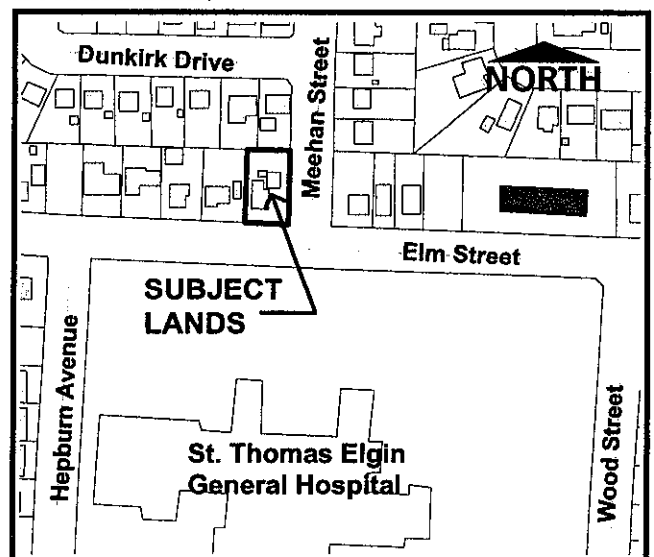 Dunkirk Drive
Meehan Street
NORTH
Elm Street
SUBJECT
LANDS
Hepburn Avenue
St. Thomas Elgin
General Hospital
Wood Street